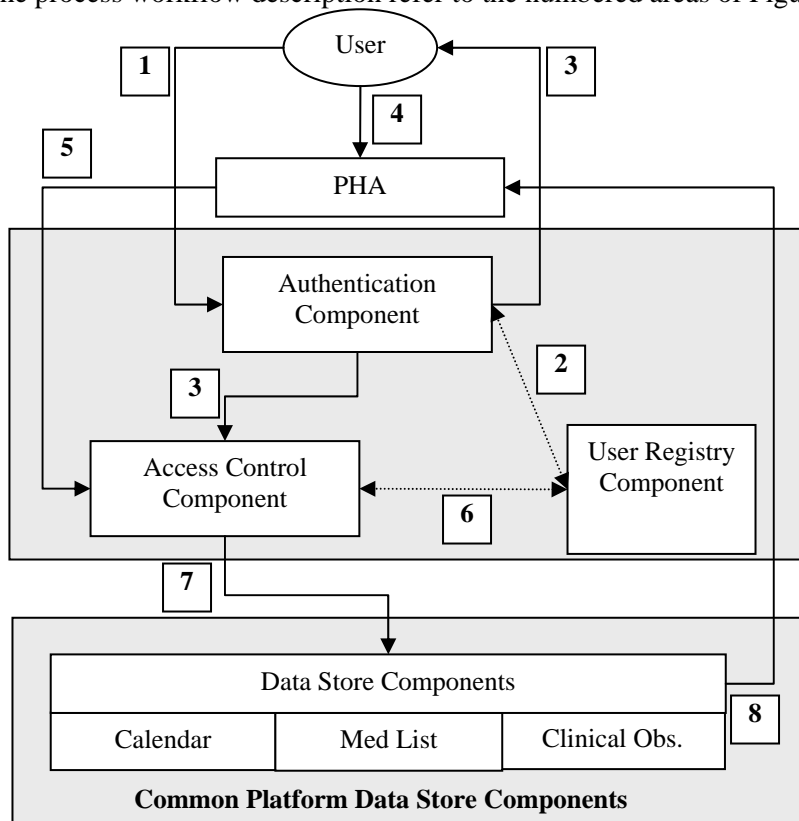 ne process workflow description refer to the numbered areas of Figu
User
1
3
4
5
PHA
Authentication
Component
2
3
User Registry
Component
Access Control
Component
6
7
Data Store Components
8
Calendar
Med List
Clinical Obs.
Common Platform Data Store Components